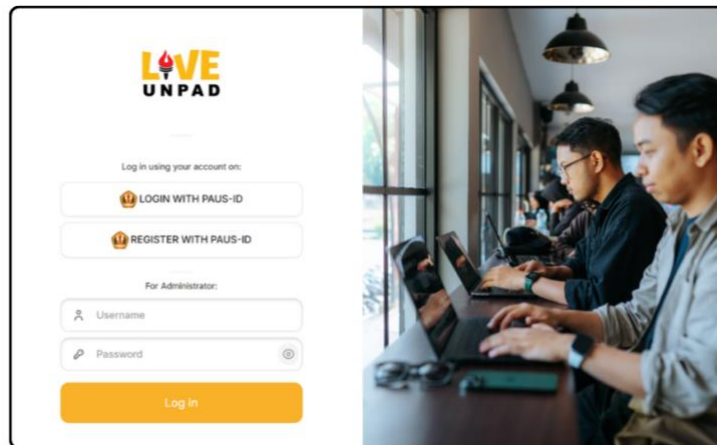 LIVE
UNPAD
Log in using your account on:
LOGIN WITH PAUS-ID
REGISTER WITH PAUS-ID
For Administrator:
Username
Password
Log in